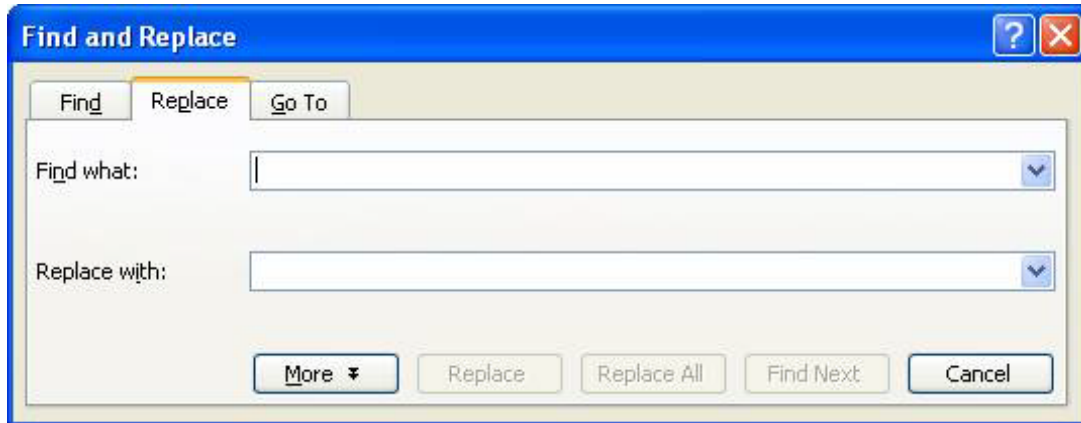 Find and Replace
Find Replace Go To
Find what:
Replace with:
More Replace Replace All Find Next Cancel